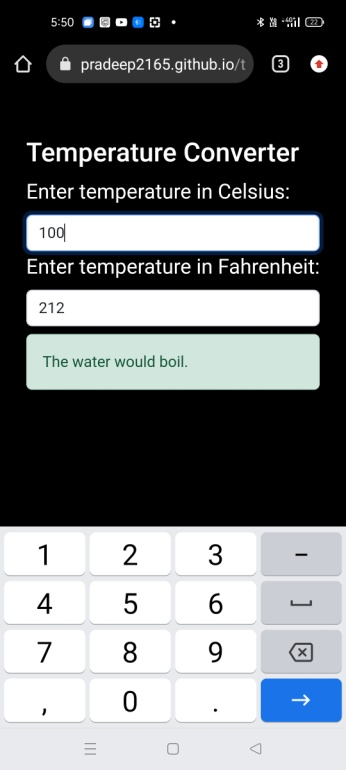 5:50
22
pradeep2165.github.io/t
3
Temperature Converter
Enter temperature in Celsius:
100
Enter temperature in Fahrenheit:
212
The water would boil.
1 2 3 –
4 5 6
7 8 9
, 0 .